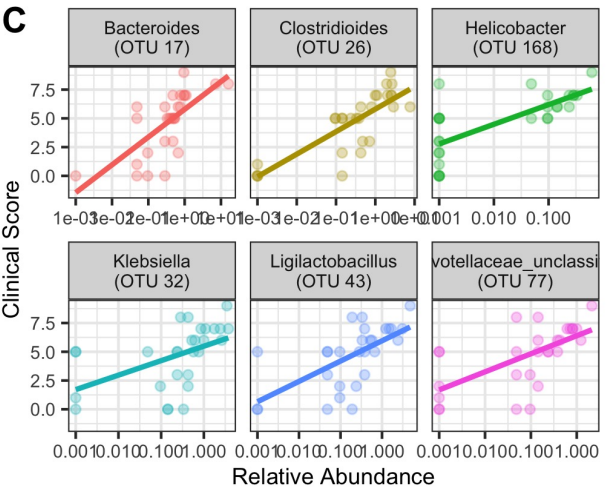 C
Bacteroides
(OTU 17)
Clostridioides
(OTU 26)
Helicobacter
(OTU 168)
7.5
5.0
2.5
0.0
1e-03 1e-02 1e-01 1e+00 1e+01
1e-03 1e-02 1e-01 1e+00 1e+01
0.001 0.010 0.100
Klebsiella
(OTU 32)
Ligilactobacillus
(OTU 43)
votellaceae_unclassi
(OTU 77)
7.5
5.0
2.5
0.0
0.001 0.010 0.100 1.000
0.001 0.010 0.100 1.000
0.001 0.010 0.100 1.000
Clinical Score
Relative Abundance